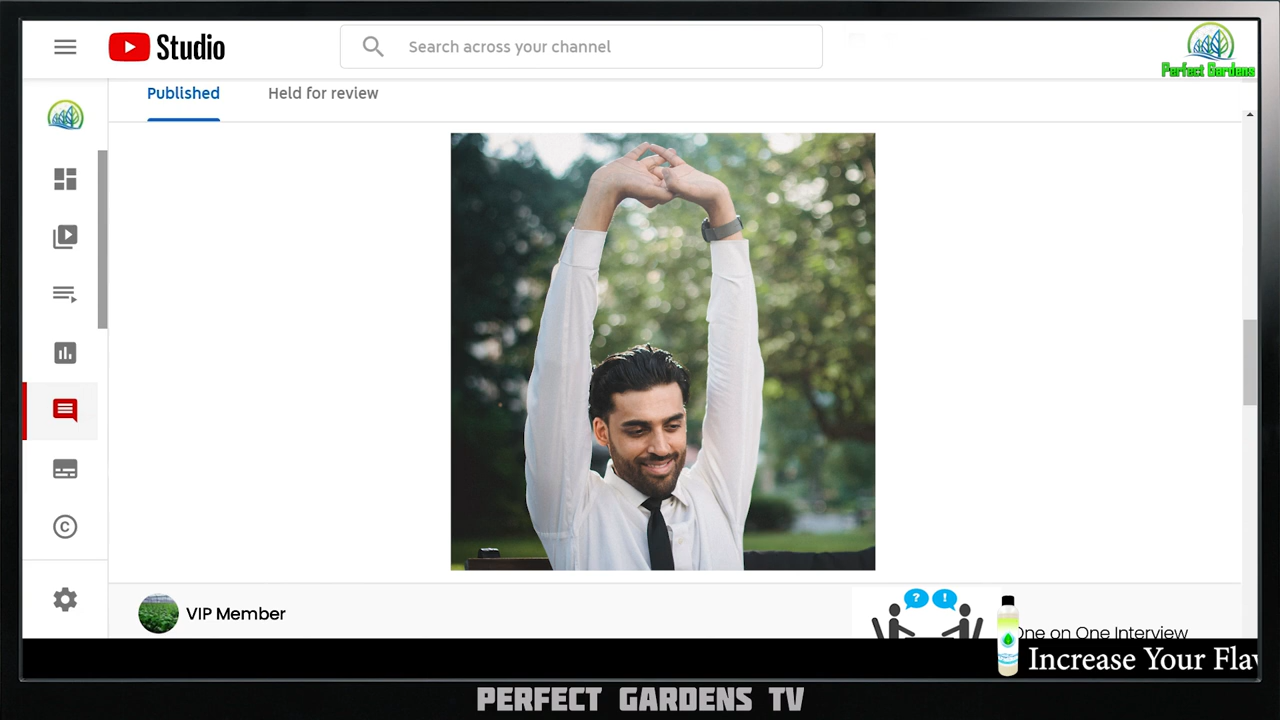 Studio
Search across your channel
Perfect Gardens
Published
Held for review
VIP Member
? !
One on One Interview
Increase Your Flav
PERFECT GARDENS TV